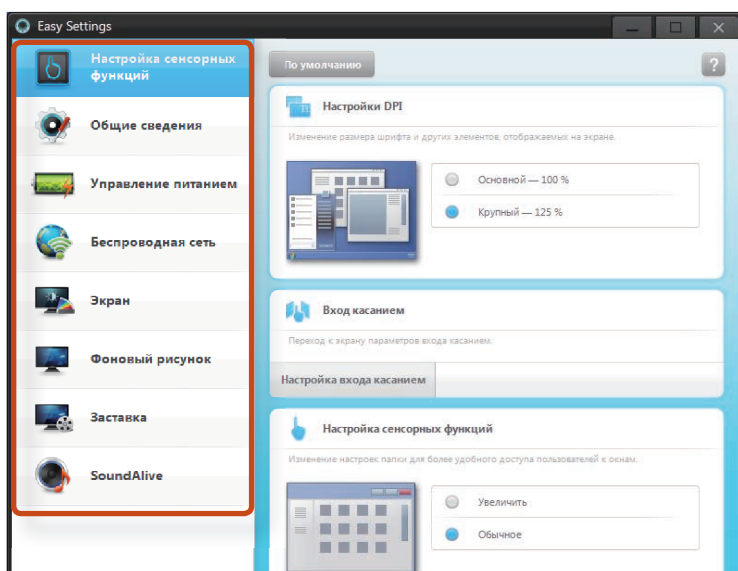 Easy Settings
Настройка сенсорных
функций
Общие сведения
Управление питанием
Беспроводная сеть
Экран
Фоновый рисунок
Заставка
SoundAlive
По умолчанию
?
Настройки DPI
Изменение размера шрифта и других элементов, отображаемых на экране.
Основной — 100 %
Крупный — 125 %
Вход касанием
Переход к экрану параметров входа касанием.
Настройка входа касанием
Настройка сенсорных функций
Изменение настроек папки для более удобного доступа пользователей к окнам.
Увеличить
Обычное